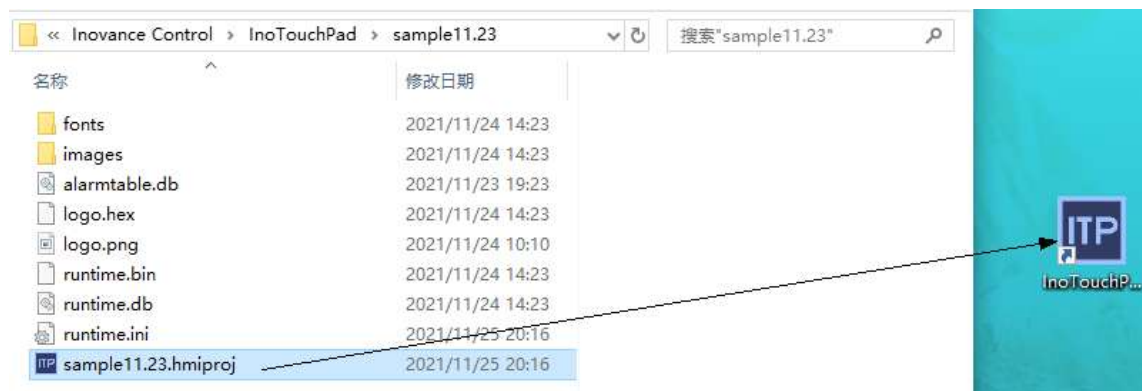 « Inovance Control › InoTouchPad › sample11.23
搜索"sample11.23"
名称 修改日期
fonts 2021/11/24 14:23
images 2021/11/24 14:23
alarmtable.db 2021/11/23 19:23
logo.hex 2021/11/24 14:23
logo.png 2021/11/24 10:10
runtime.bin 2021/11/24 14:23
runtime.db 2021/11/24 14:23
runtime.ini 2021/11/25 20:16
ITP sample11.23.hmiproj 2021/11/25 20:16
ITP
InoTouchP...